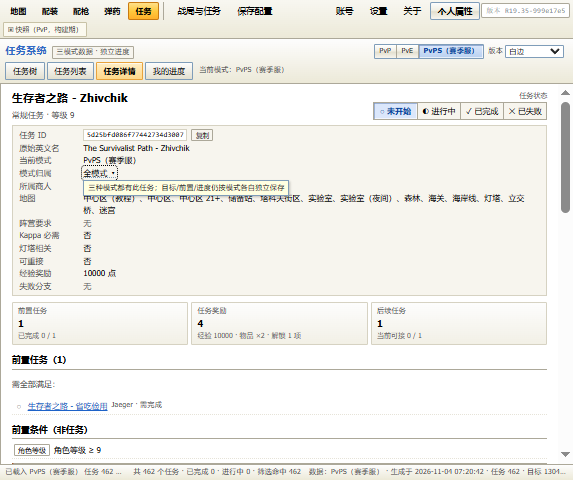 地图 配装 配枪 弹药 任务 战局与任务 保存配置 账号 设置 关于 个人属性 版本 R19.35-999e17e5
快照 (PvP, 构建期)
任务系统 三模式数据 · 独立进度 PvP PvE PvPS (赛季服) 版本 白边
任务树 任务列表 任务详情 我的进度 当前模式: PvPS (赛季服)
生存者之路 - Zhivchik
常规任务 · 等级 9
任务状态
○ 未开始 ◐ 进行中 ✓ 已完成 ✕ 已失败
任务 ID 5d25bfd086f77442734d3007 复制
原始英文名 The Survivalist Path - Zhivchik
当前模式 PvPS (赛季服)
模式归属 全模式
三种模式都有此任务; 目标/前置/进度仍按模式各自独立保存
所属商人
地图 中心区 (教程) 、中心区、中心区 21+、储备站、塔科夫街区、实验室、实验室 (夜间) 、森林、海关、海岸线、灯塔、立交
桥、迷宫
阵营要求 无
Kappa 必需 否
灯塔相关 否
可重接 否
经验奖励 10000 点
失败分支 无
前置任务
1
已完成 0 / 1
任务奖励
4
经验 10000 · 物品 ×2 · 解锁 1 项
后续任务
1
当前可接 0 / 1
前置任务 (1)
需全部满足:
○ 生存者之路 - 省吃俭用 Jaeger · 需完成
前置条件 (非任务)
角色等级 角色等级 ≥ 9
已载入 PvPS (赛季服) 任务 462 ... 共 462 个任务 · 已完成 0 · 进行中 0 · 筛选命中 462 数据: PvPS (赛季服) · 生成于 2026-11-04 07:20:42 · 任务 462 · 目标 1304...